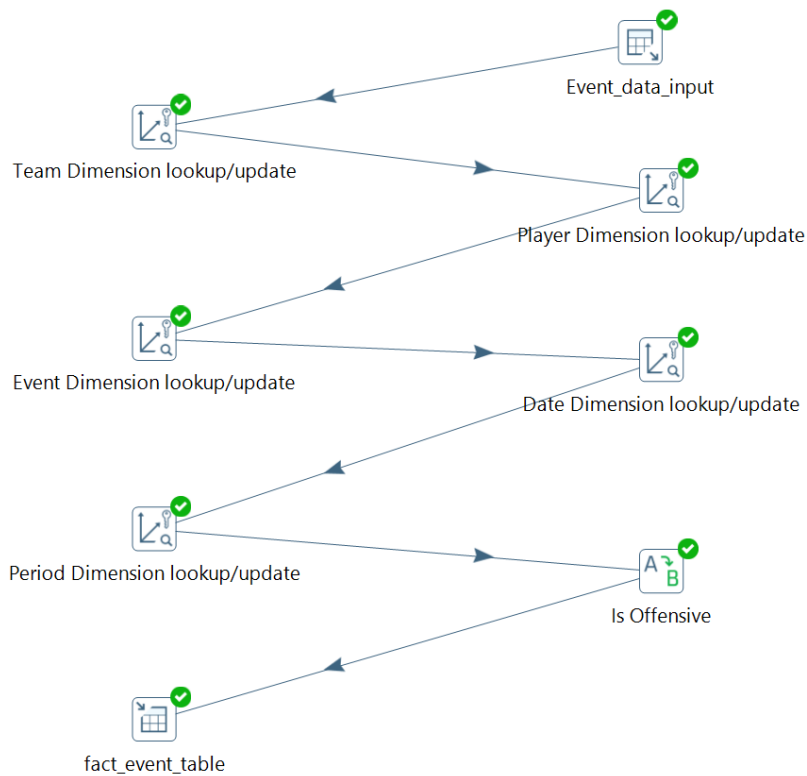 Event_data_input
Team Dimension lookup/update
Player Dimension lookup/update
Event Dimension lookup/update
Date Dimension lookup/update
Period Dimension lookup/update
A
B
Is Offensive
fact_event_table